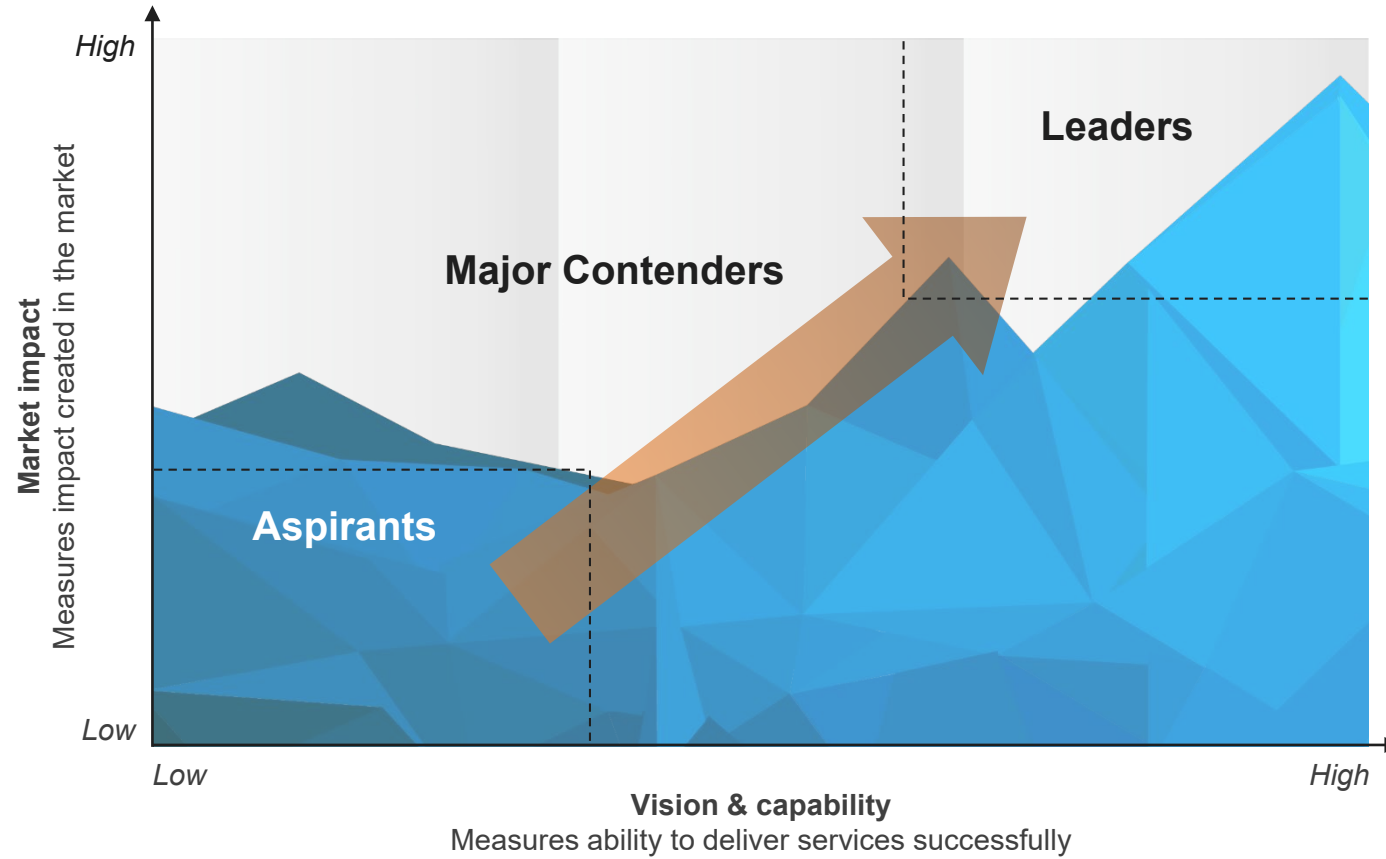 High
Leaders
Major Contenders
Market impact
Measures impact created in the market
Aspirants
Low
Low
High
Vision & capability
Measures ability to deliver services successfully